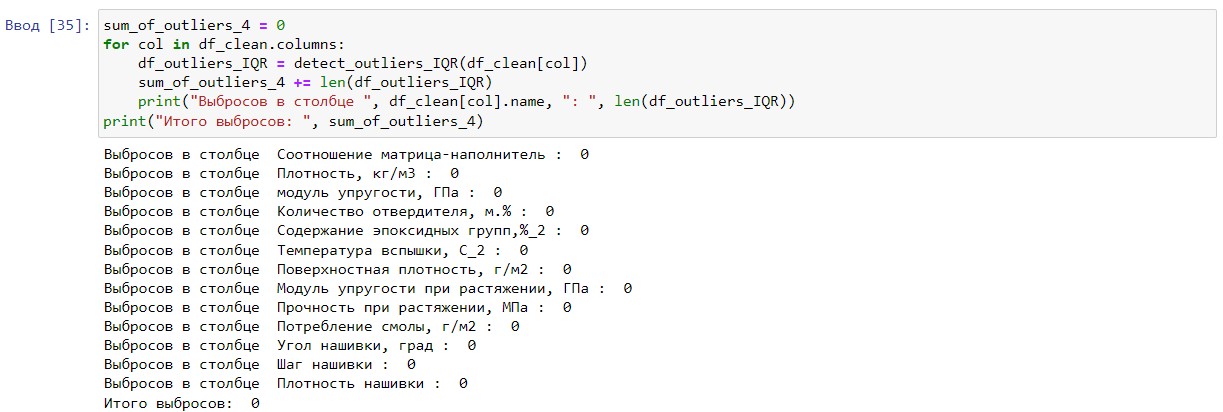 Ввод [35]: sum_of_outliers_4 = 0
for col in df_clean.columns:
    df_outliers_IQR = detect_outliers_IQR(df_clean[col])
    sum_of_outliers_4 += len(df_outliers_IQR)
    print("Выбросов в столбце ", df_clean[col].name, ": ", len(df_outliers_IQR))
print("Итого выбросов: ", sum_of_outliers_4)
Выбросов в столбце  Соотношение матрица-наполнитель :  0
Выбросов в столбце  Плотность, кг/м3 :  0
Выбросов в столбце  модуль упругости, ГПа :  0
Выбросов в столбце  Количество отвердителя, м.% :  0
Выбросов в столбце  Содержание эпоксидных групп,%_2 :  0
Выбросов в столбце  Температура вспышки, С_2 :  0
Выбросов в столбце  Поверхностная плотность, г/м2 :  0
Выбросов в столбце  Модуль упругости при растяжении, ГПа :  0
Выбросов в столбце  Прочность при растяжении, МПа :  0
Выбросов в столбце  Потребление смолы, г/м2 :  0
Выбросов в столбце  Угол нашивки, град :  0
Выбросов в столбце  Шаг нашивки :  0
Выбросов в столбце  Плотность нашивки :  0
Итого выбросов:  0